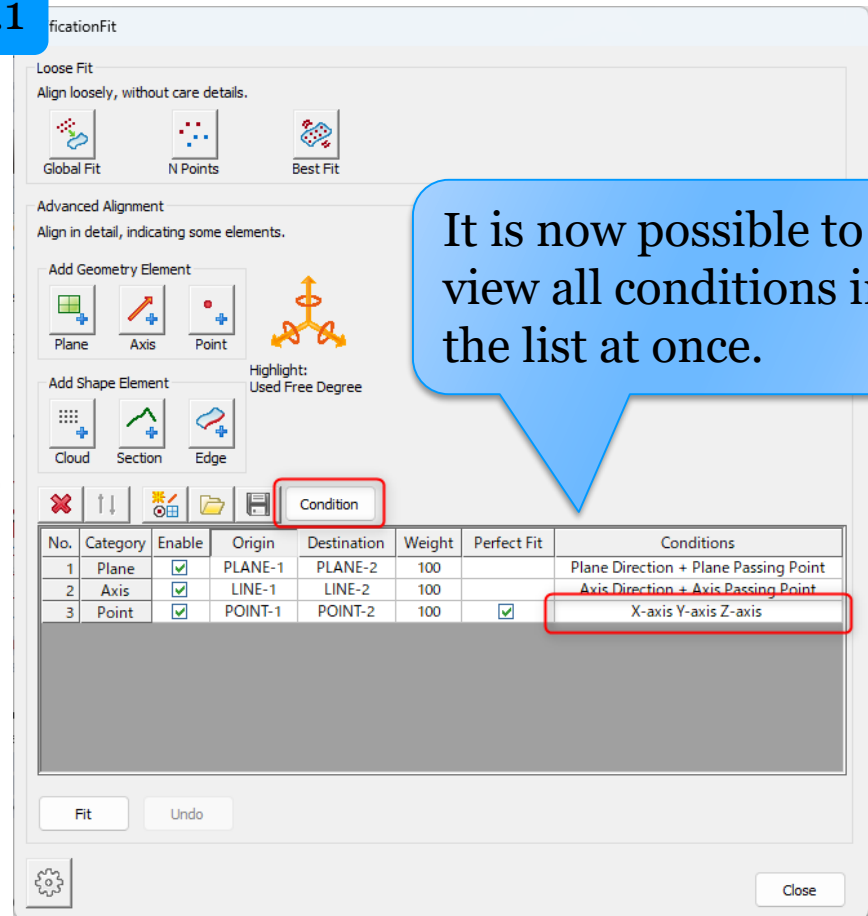 .1
ficationFit
Loose Fit
Align loosely, without care details.
Global Fit N Points Best Fit
Advanced Alignment
Align in detail, indicating some elements.
Add Geometry Element
Plane Axis Point
Highlight:
Used Free Degree
Add Shape Element
Cloud Section Edge
It is now possible to
view all conditions in
the list at once.
Condition
No. Category Enable Origin Destination Weight Perfect Fit Conditions
1 Plane PLANE-1 PLANE-2 100 Plane Direction + Plane Passing Point
2 Axis LINE-1 LINE-2 100 Axis Direction + Axis Passing Point
3 Point POINT-1 POINT-2 100 X-axis Y-axis Z-axis
Fit Undo
Close